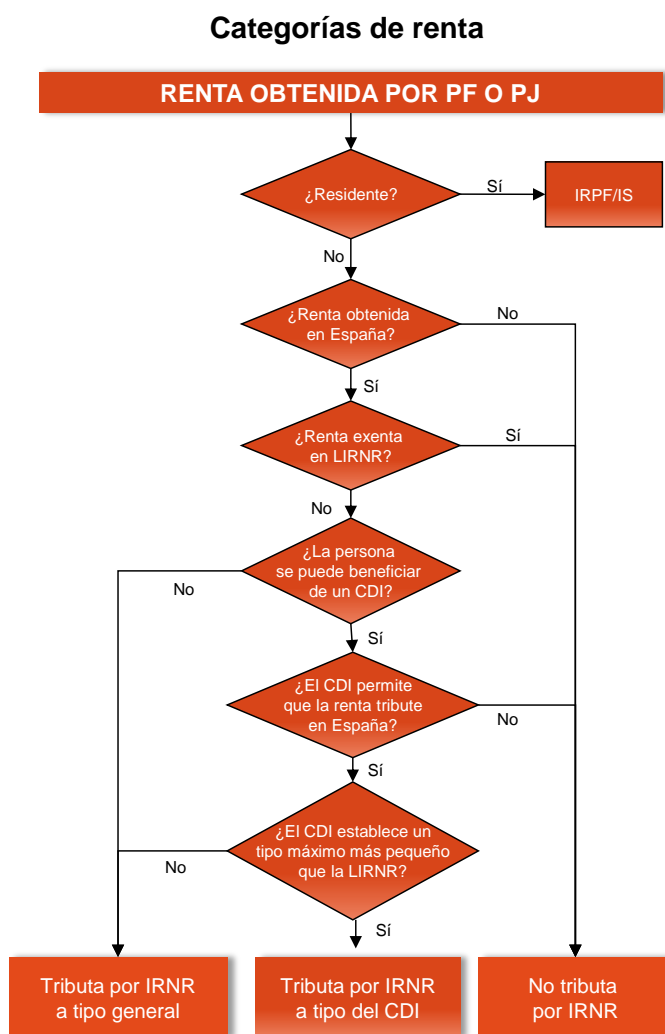 Categorías de renta
RENTA OBTENIDA POR PF O PJ
¿Residente?
Sí
IRPF/IS
No
¿Renta obtenida
en España?
No
Sí
¿Renta exenta
en LIRNR?
Sí
No
¿La persona
se puede beneficiar
de un CDI?
No
Sí
¿El CDI permite
que la renta tribute
en España?
No
Sí
¿El CDI establece un
tipo máximo más pequeño
que la LIRNR?
No
Sí
Tributa por IRNR
a tipo general
Tributa por IRNR
a tipo del CDI
No tributa
por IRNR